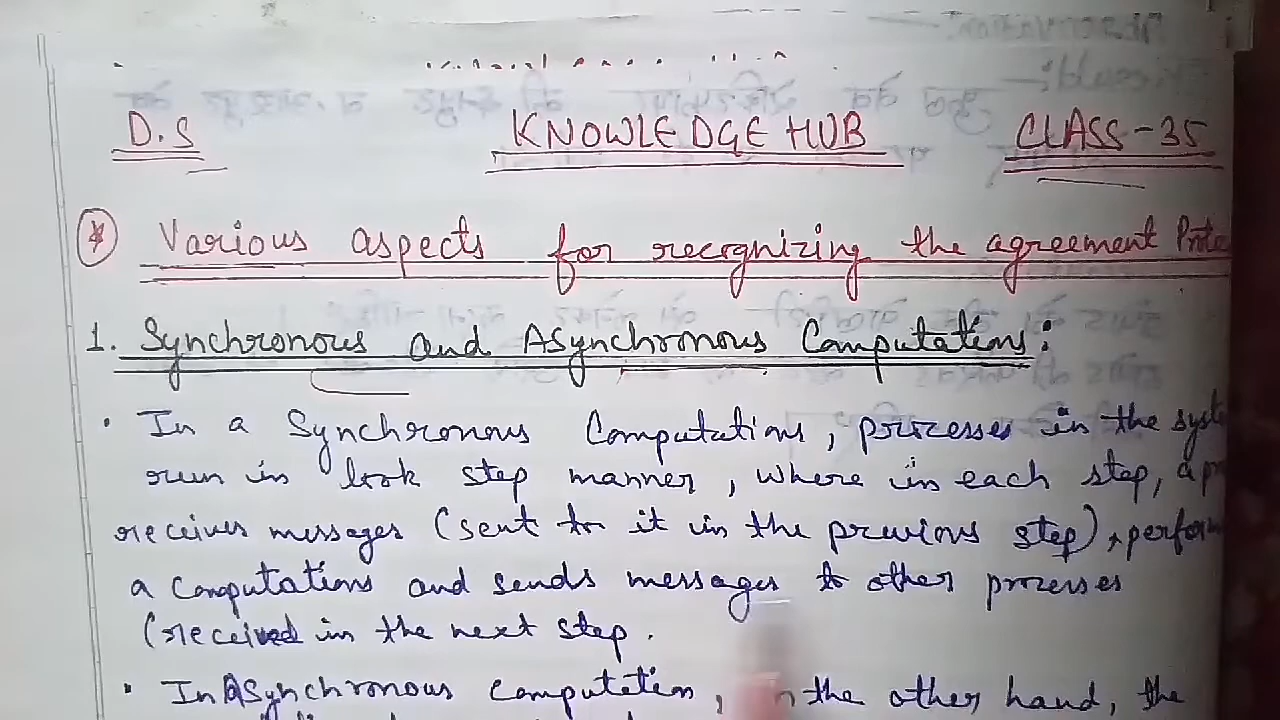 D.S KNOWLEDGE HUB CLASS-35
* Various aspects for recognizing the agreement
1. Synchronous and Asynchronous Computations:
• In a Synchronous Computations, processes in the
run in lock step manner, where in each step, a
receives messages (sent to it in the previous step),
a computations and sends messages to other processes
(received in the next step.
• In Asynchronous Computation, the other hand, the